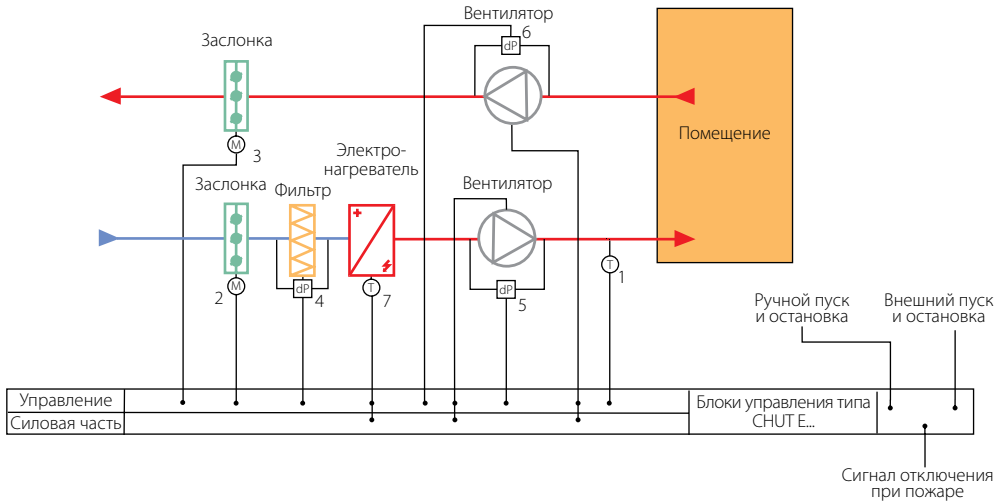 Вентилятор
6
dP
Заслонка
Помещение
M
3
Электро-
нагреватель
Заслонка
Фильтр
Вентилятор
T
1
M
2
dP
4
T
7
dP
5
Ручной пуск
и остановка
Внешний пуск
и остановка
Управление
Силовая часть
Блоки управления типа
CHUT E...
Сигнал отключения
при пожаре